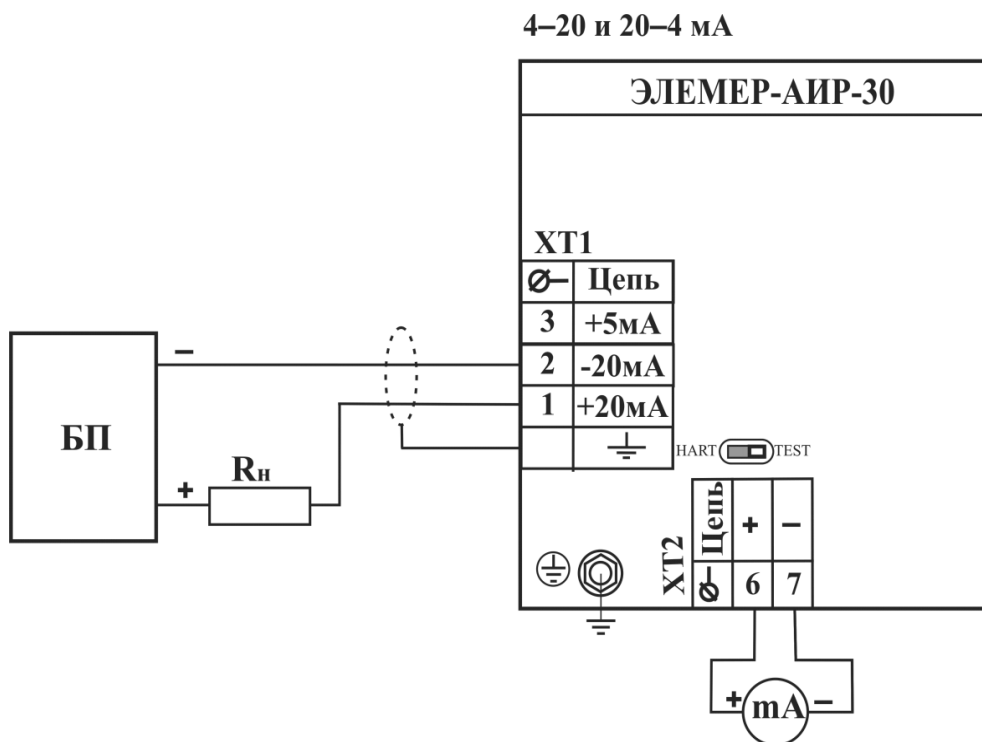 4–20 и 20–4 мА
ЭЛЕМЕР-АИР-30
XT1
Цепь
3 +5мА
2 -20мА
1 +20мА
БП
−
+
Rн
HART TEST
XT2
Цепь + −
6 7
+ mA −